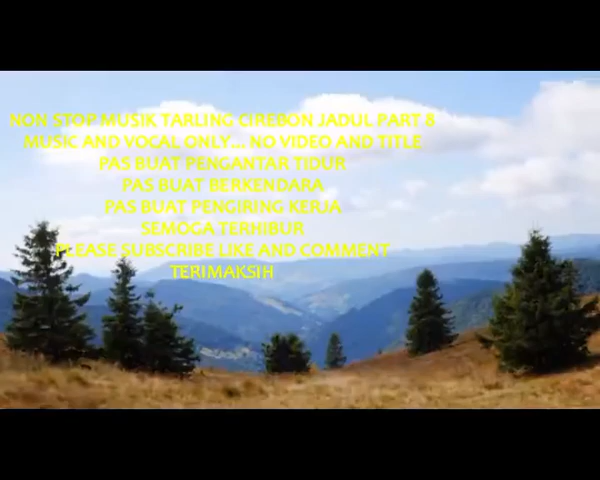 NON STOP MUSIK TARLING CIREBON JADUL PART 8
MUSIC AND VOCAL ONLY... NO VIDEO AND TITLE
PAS BUAT PENGANTAR TIDUR
PAS BUAT BERKENDARA
PAS BUAT PENGIRING KERJA
SEMOGA TERHIBUR
PLEASE SUBSCRIBE LIKE AND COMMENT
TERIMAKSIH